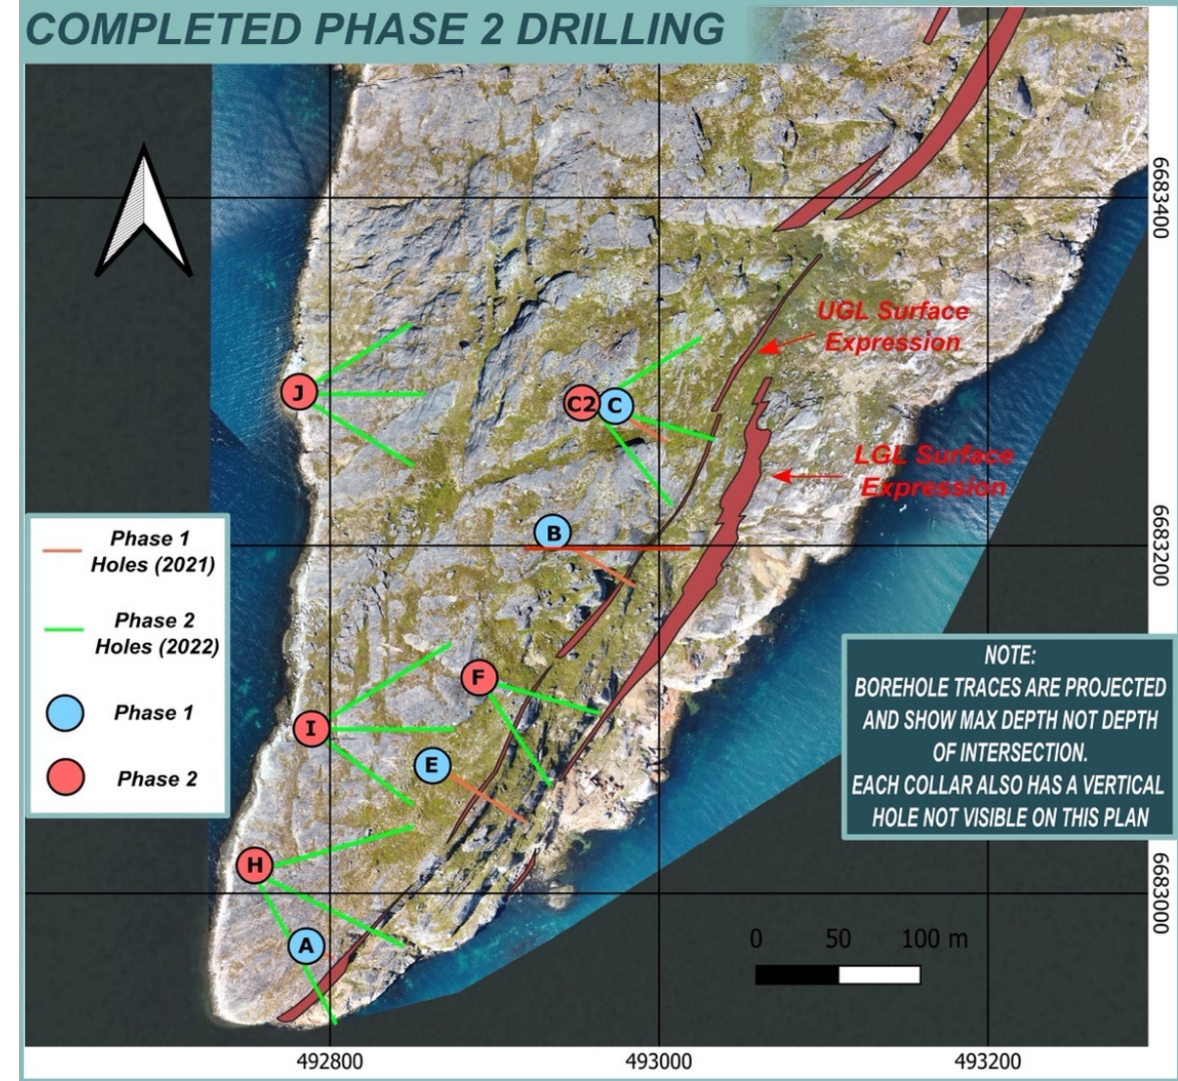 COMPLETED PHASE 2 DRILLING
6683400
UGL Surface
Expression
J
C2
C
LGL Surface
Expression
B
6683200
Phase 1
Holes (2021)
Phase 2
Holes (2022)
Phase 1
Phase 2
F
I
E
H
A
NOTE:
BOREHOLE TRACES ARE PROJECTED
AND SHOW MAX DEPTH NOT DEPTH
OF INTERSECTION.
EACH COLLAR ALSO HAS A VERTICAL
HOLE NOT VISIBLE ON THIS PLAN
6683000
0 50 100 m
492800 493000 493200